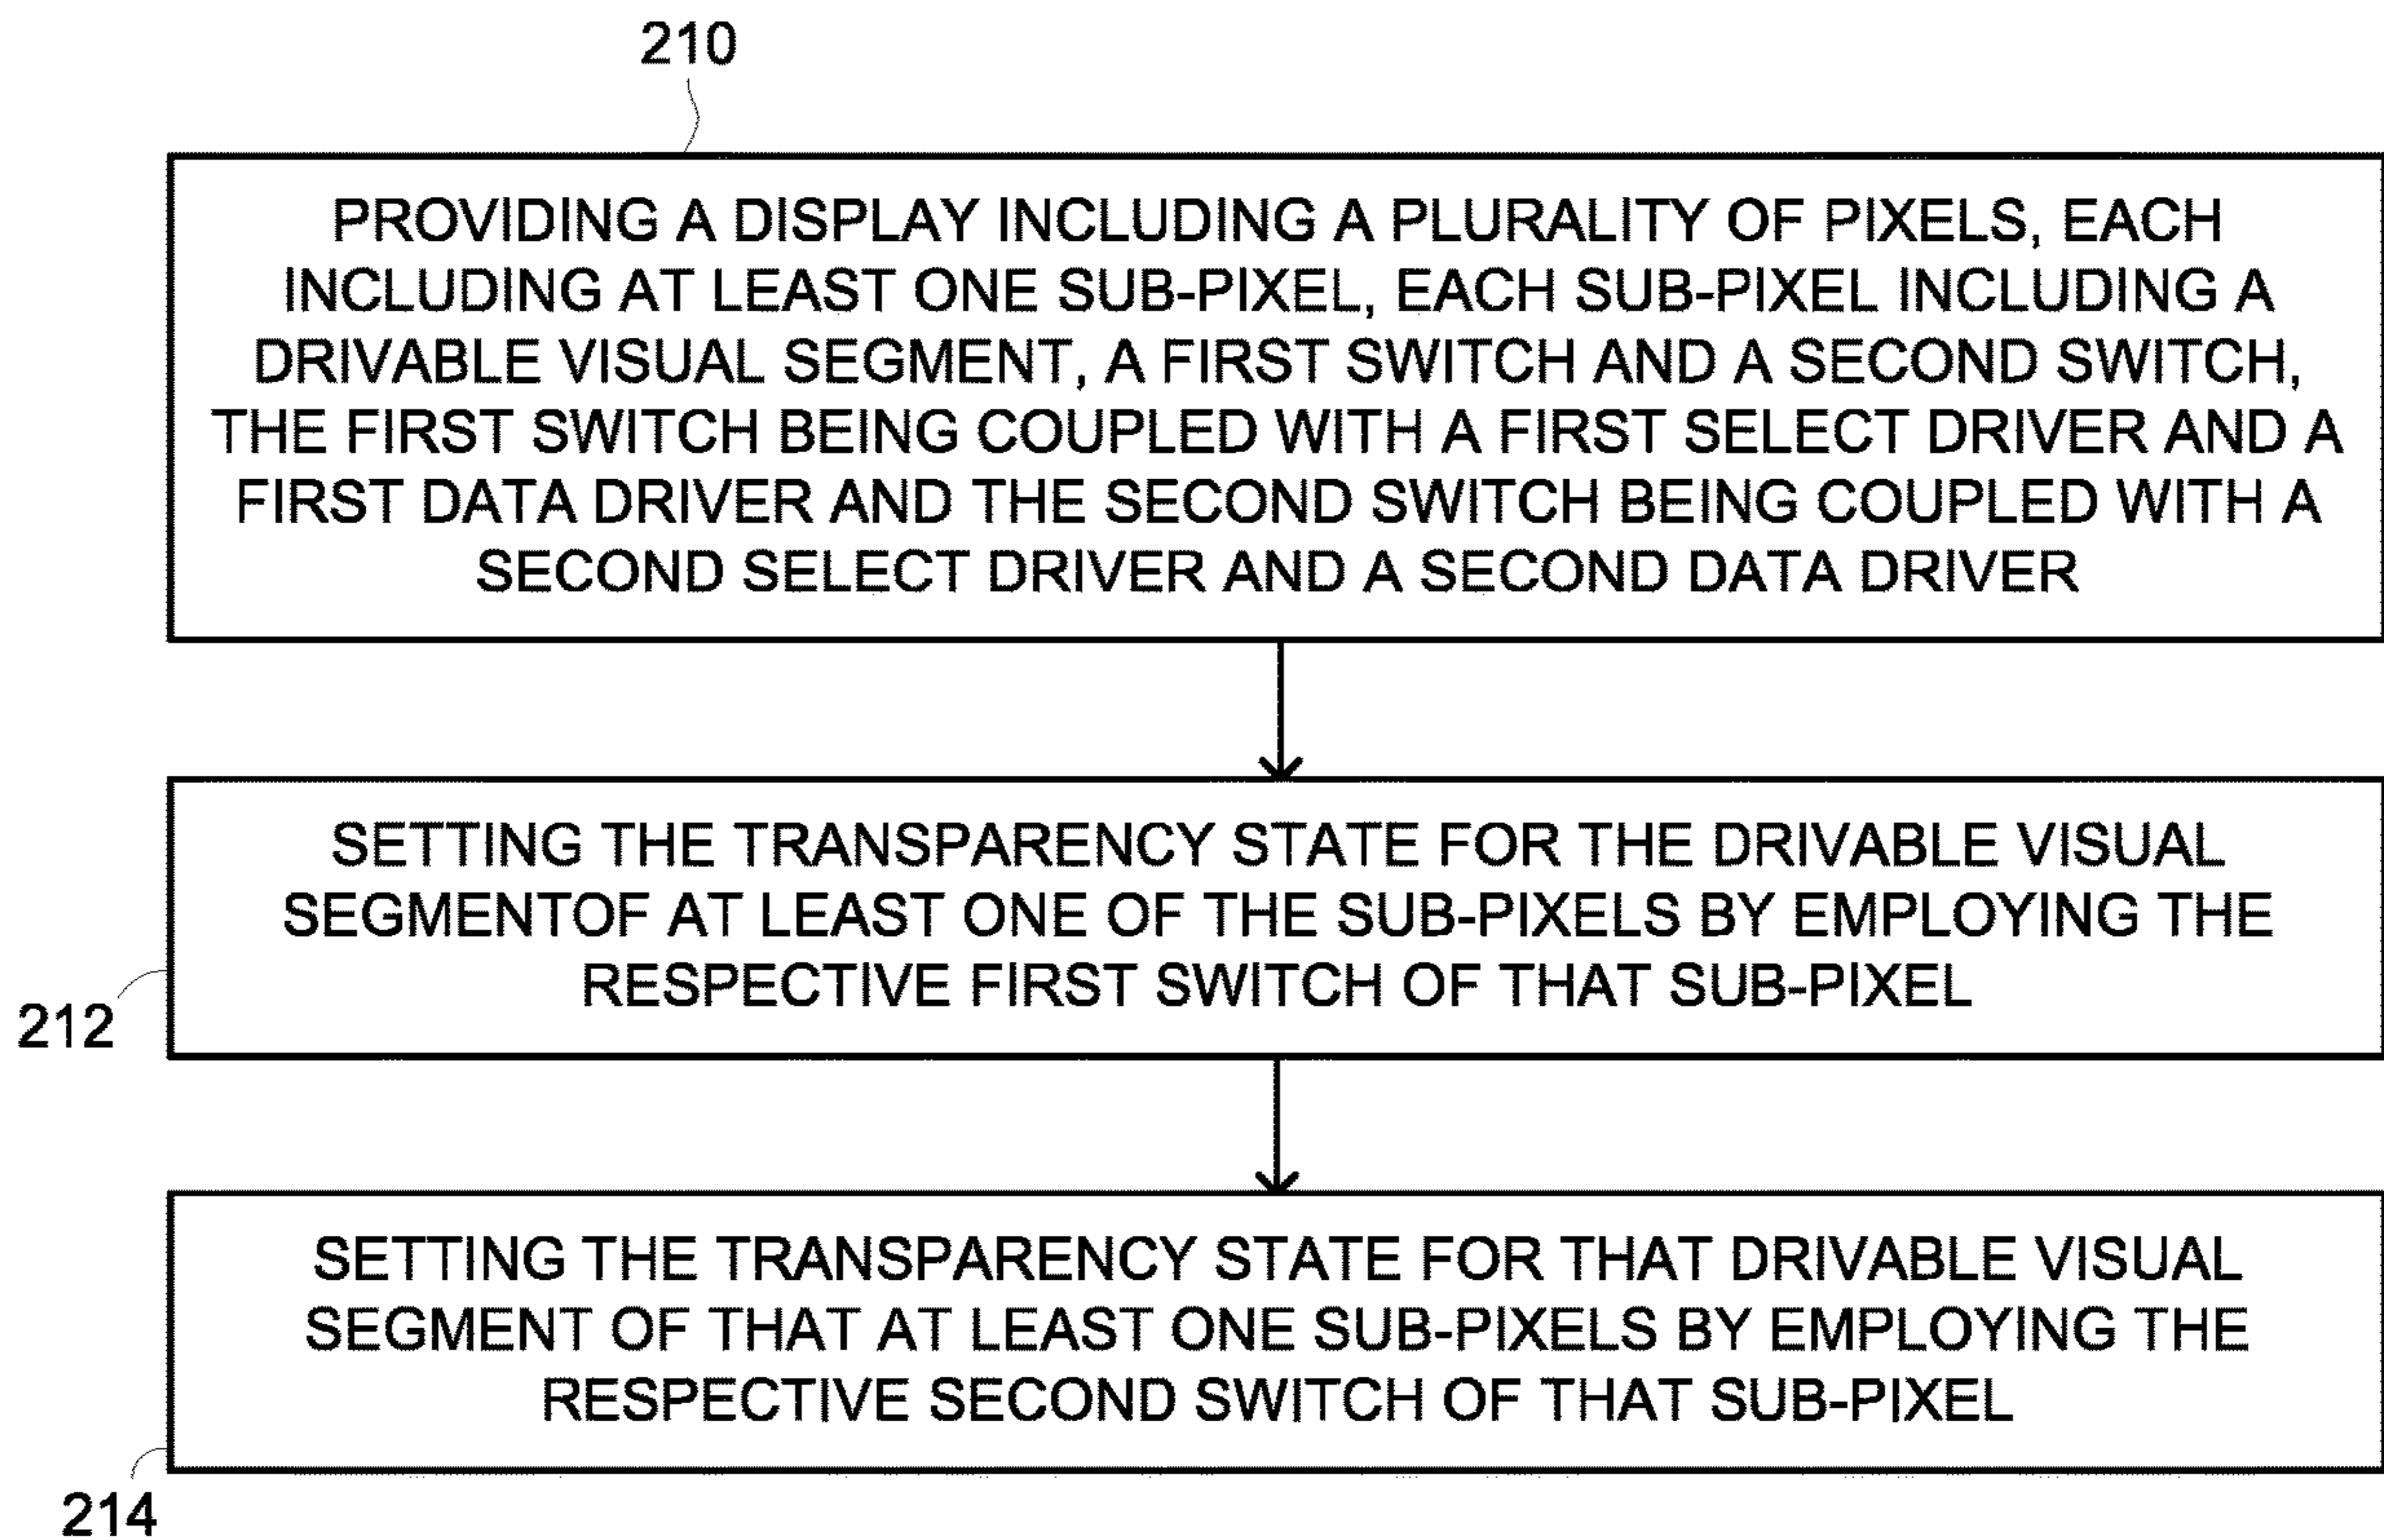 210
PROVIDING A DISPLAY INCLUDING A PLURALITY OF PIXELS, EACH
INCLUDING AT LEAST ONE SUB-PIXEL, EACH SUB-PIXEL INCLUDING A
DRIVABLE VISUAL SEGMENT, A FIRST SWITCH AND A SECOND SWITCH,
THE FIRST SWITCH BEING COUPLED WITH A FIRST SELECT DRIVER AND A
FIRST DATA DRIVER AND THE SECOND SWITCH BEING COUPLED WITH A
SECOND SELECT DRIVER AND A SECOND DATA DRIVER
SETTING THE TRANSPARENCY STATE FOR THE DRIVABLE VISUAL
SEGMENTOF AT LEAST ONE OF THE SUB-PIXELS BY EMPLOYING THE
RESPECTIVE FIRST SWITCH OF THAT SUB-PIXEL
212
SETTING THE TRANSPARENCY STATE FOR THAT DRIVABLE VISUAL
SEGMENT OF THAT AT LEAST ONE SUB-PIXELS BY EMPLOYING THE
RESPECTIVE SECOND SWITCH OF THAT SUB-PIXEL
214